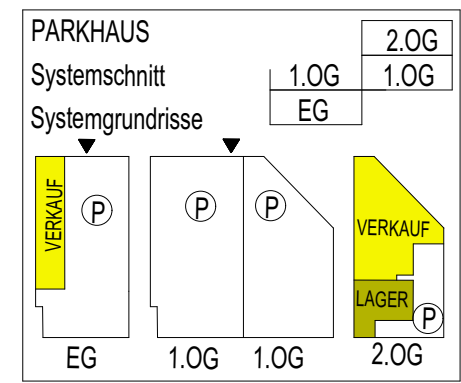 PARKHAUS
2.OG
Systemschnitt
1.OG 1.OG
Systemgrundrisse
EG
VERKAUF
P
P
P
VERKAUF
LAGER
P
EG
1.OG 1.OG
2.OG